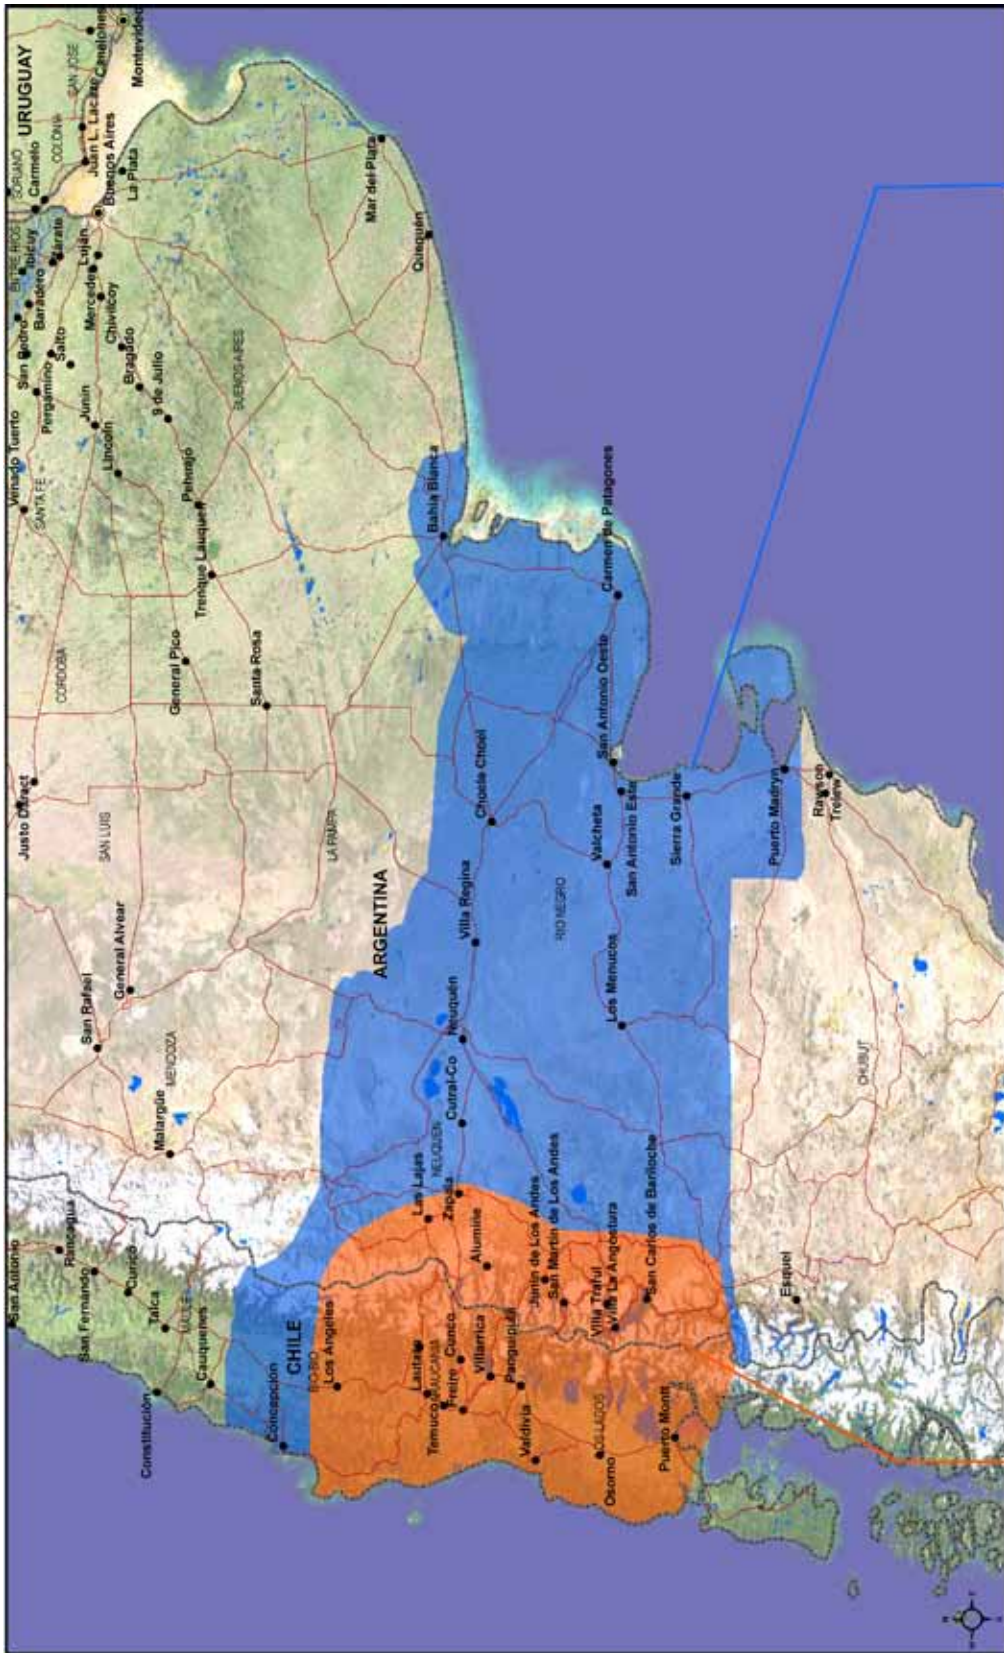 San Antonio
Rancagua
San Fernando
Curicó
Talca
MAULE
Constitución
Cauquenes
CHILE
Concepción
BIO-BIO
Los Angeles
Lautaro
Temuco
ARAUCANIA
Freire
Cunco
Villarrica
Panguipulli
Valdivia
Osorno
LOS LAGOS
Puerto Montt
San Rafael
General Alvear
Malargüe
MENDOZA
Las Lajas
NEUQUEN
Zapala
Aluminé
Junín de Los Andes
San Martín de Los Andes
Villa Traful
Villa La Angostura
San Carlos de Bariloche
Esquel
Cutral-Co
Neuquén
ARGENTINA
Villa Regina
Los Menucos
RIO NEGRO
CHUBUT
Justo Daract
SAN LUIS
LA PAMPA
Choele Choel
Valcheta
San Antonio Este
San Antonio Oeste
Sierra Grande
Puerto Madryn
Rawson
Trelew
CORDOBA
General Pico
Santa Rosa
Venado Tuerto
SANTA FE
Trenque Lauquen
Pehuajó
Bahía Blanca
Carmen de Patagones
San Pedro
Pergamino
Salto
Junín
Lincoln
Bragado
9 de Julio
BUENOS AIRES
ENTRE RIOS
Ibicuy
Baradero
Zárate
Luján
Mercedes
Chivilcoy
Quequén
Mar del Plata
URUGUAY
SORIANO
Carmelo
COLONIA
SAN JOSE
Juan L. Lacaze
Canelones
Montevideo
Buenos Aires
La Plata